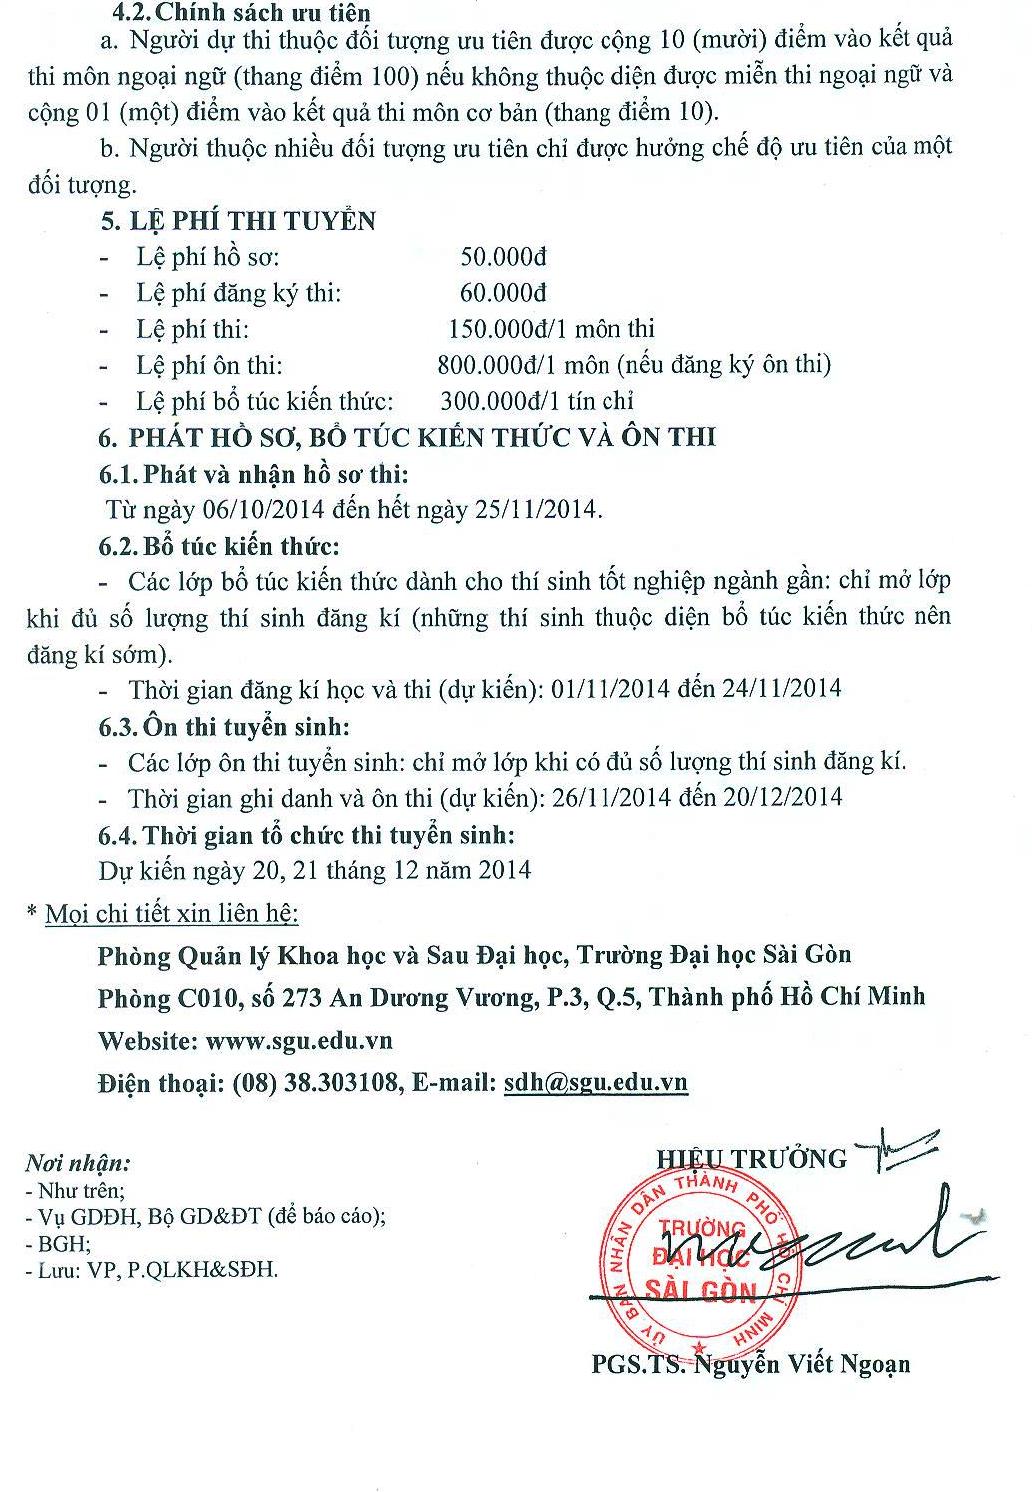 4.2. Chính sách ưu tiên
a. Người dự thi thuộc đối tượng ưu tiên được cộng 10 (mười) điểm vào kết quả
thi môn ngoại ngữ (thang điểm 100) nếu không thuộc diện được miễn thi ngoại ngữ và
cộng 01 (một) điểm vào kết quả thi môn cơ bản (thang điểm 10).
b. Người thuộc nhiều đối tượng ưu tiên chỉ được hưởng chế độ ưu tiên của một
đối tượng.
5. LỆ PHÍ THI TUYỂN
- Lệ phí hồ sơ: 50.000đ
- Lệ phí đăng ký thi: 60.000đ
- Lệ phí thi: 150.000đ/1 môn thi
- Lệ phí ôn thi: 800.000đ/1 môn (nếu đăng ký ôn thi)
- Lệ phí bổ túc kiến thức: 300.000đ/1 tín chỉ
6. PHÁT HỒ SƠ, BỔ TÚC KIẾN THỨC VÀ ÔN THI
6.1. Phát và nhận hồ sơ thi:
Từ ngày 06/10/2014 đến hết ngày 25/11/2014.
6.2. Bổ túc kiến thức:
- Các lớp bổ túc kiến thức dành cho thí sinh tốt nghiệp ngành gần: chỉ mở lớp
khi đủ số lượng thí sinh đăng kí (những thí sinh thuộc diện bổ túc kiến thức nên
đăng kí sớm).
- Thời gian đăng kí học và thi (dự kiến): 01/11/2014 đến 24/11/2014
6.3. Ôn thi tuyển sinh:
- Các lớp ôn thi tuyển sinh: chỉ mở lớp khi có đủ số lượng thí sinh đăng kí.
- Thời gian ghi danh và ôn thi (dự kiến): 26/11/2014 đến 20/12/2014
6.4. Thời gian tổ chức thi tuyển sinh:
Dự kiến ngày 20, 21 tháng 12 năm 2014
* Mọi chi tiết xin liên hệ:
Phòng Quản lý Khoa học và Sau Đại học, Trường Đại học Sài Gòn
Phòng C010, số 273 An Dương Vương, P.3, Q.5, Thành phố Hồ Chí Minh
Website: www.sgu.edu.vn
Điện thoại: (08) 38.303108, E-mail: sdh@sgu.edu.vn
Nơi nhận:
- Như trên;
- Vụ GDĐH, Bộ GD&ĐT (để báo cáo);
- BGH;
- Lưu: VP, P.QLKH&SĐH.
HIỆU TRƯỞNG
ỦY BAN NHÂN DÂN THÀNH PHỐ HỒ CHÍ MINH
TRƯỜNG
ĐẠI HỌC
SÀI GÒN
PGS.TS. Nguyễn Viết Ngoạn